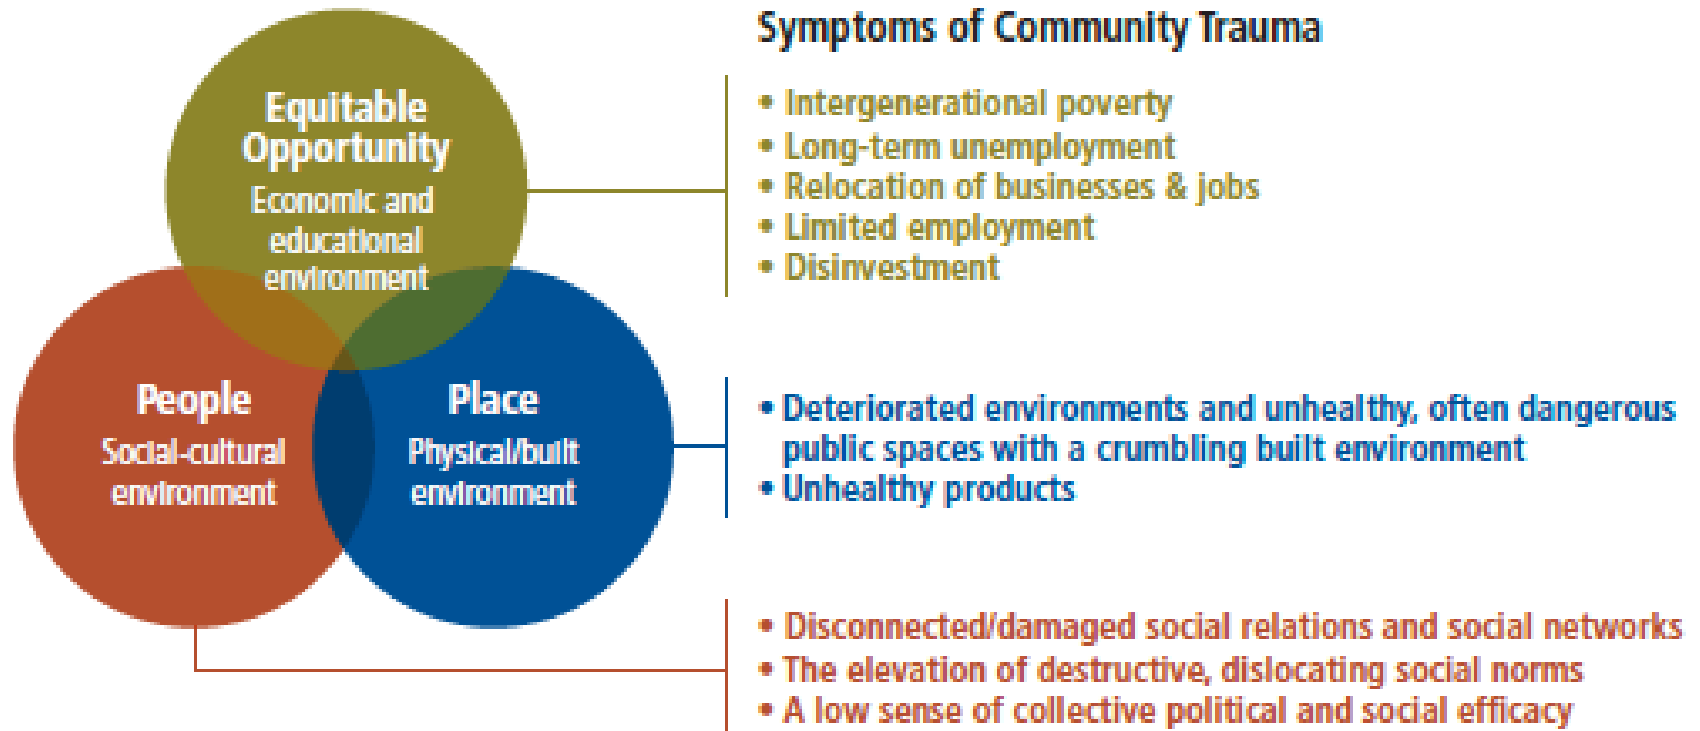 Symptoms of Community Trauma
Equitable
Opportunity
Economic and
educational
environment
• Intergenerational poverty
• Long-term unemployment
• Relocation of businesses & jobs
• Limited employment
• Disinvestment
People
Social-cultural
environment
Place
Physical/built
environment
• Deteriorated environments and unhealthy, often dangerous
public spaces with a crumbling built environment
• Unhealthy products
• Disconnected/damaged social relations and social networks
• The elevation of destructive, dislocating social norms
• A low sense of collective political and social efficacy